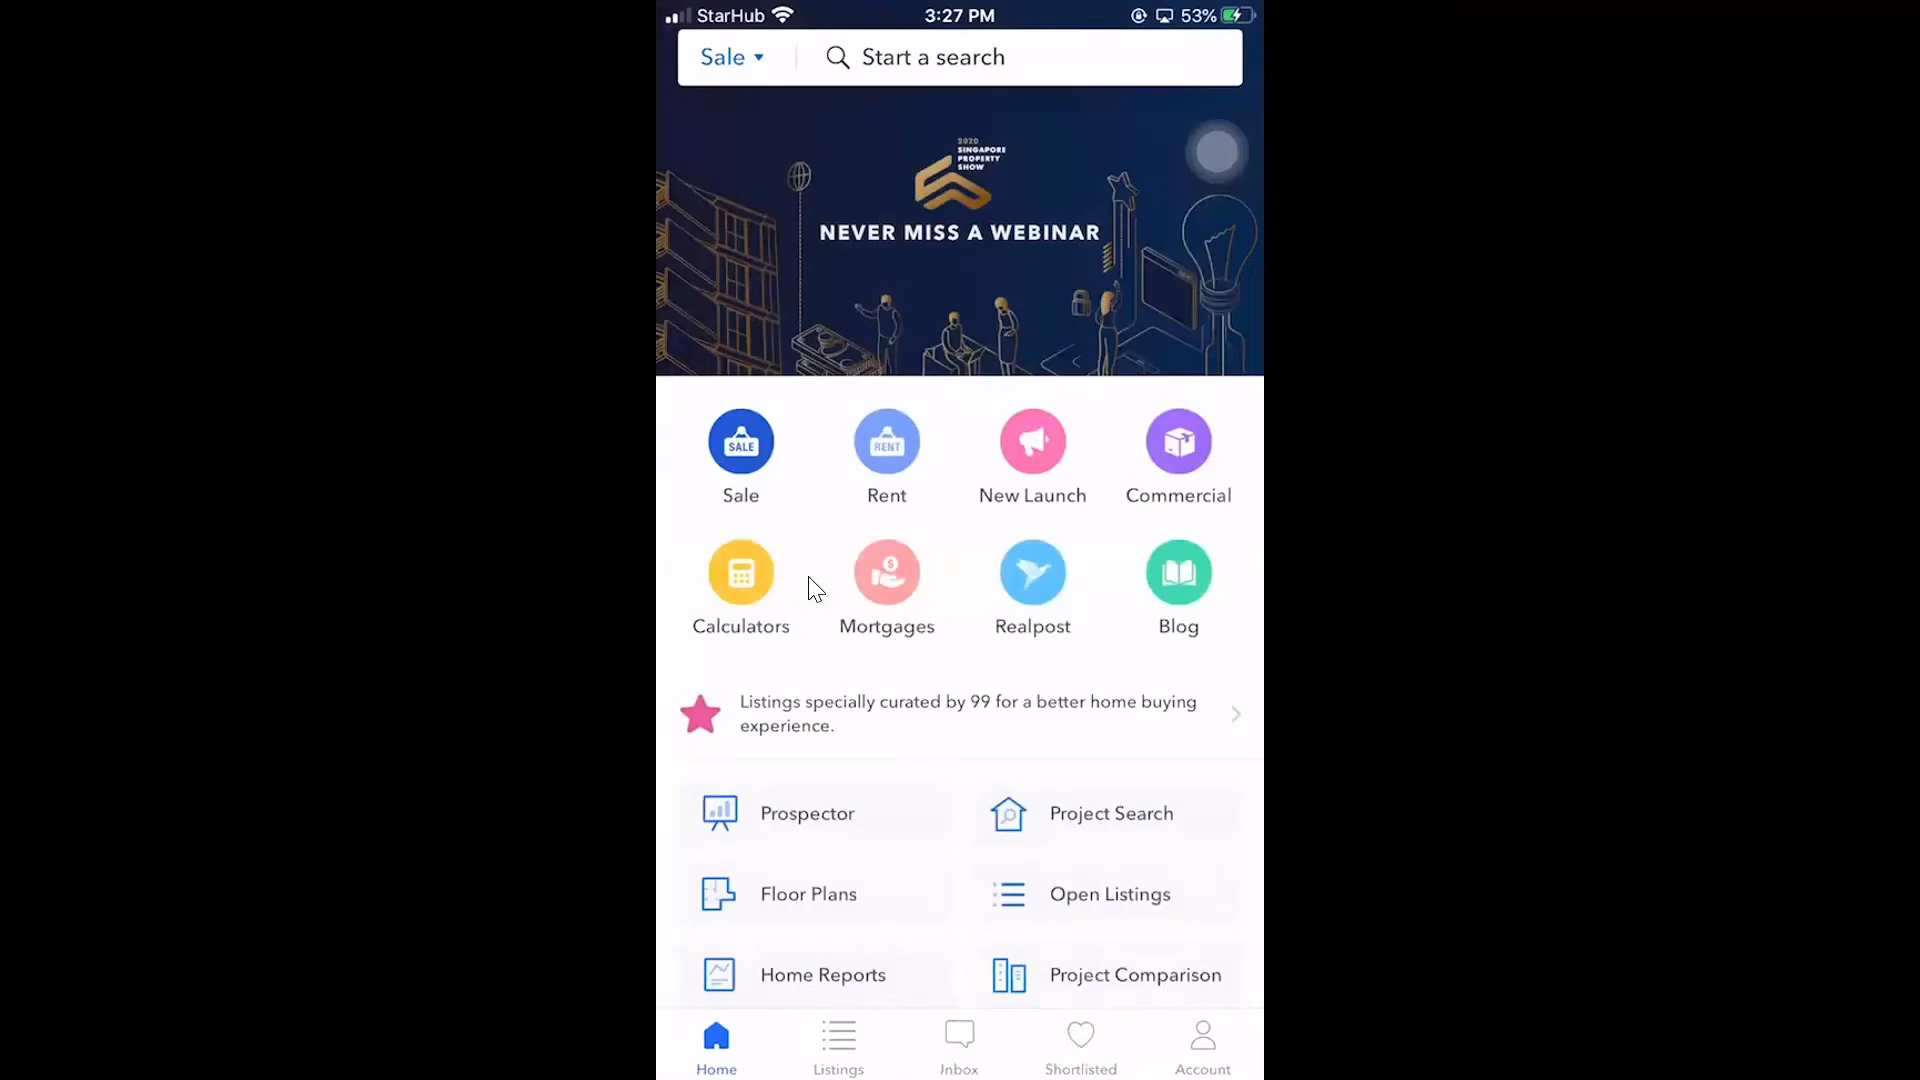 StarHub 3:27 PM 53%
Sale Start a search
2020
SINGAPORE
PROPERTY
SHOW
NEVER MISS A WEBINAR
SALE RENT
Sale Rent New Launch Commercial
Calculators Mortgages Realpost Blog
Listings specially curated by 99 for a better home buying
experience.
Prospector Project Search
Floor Plans Open Listings
Home Reports Project Comparison
Home Listings Inbox Shortlisted Account